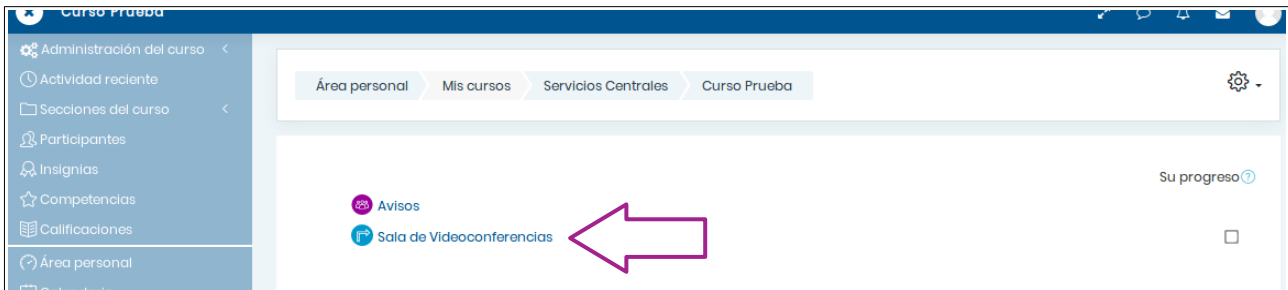 Curso Prueba
Administración del curso
Actividad reciente
Secciones del curso
Participantes
Insignias
Competencias
Calificaciones
Área personal
Área personal Mis cursos Servicios Centrales Curso Prueba
Su progreso
Avisos
Sala de Videoconferencias